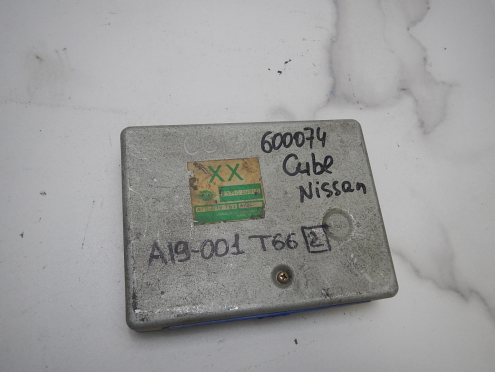 600074
XX
Cube
Nissan
A19-001 T66 2